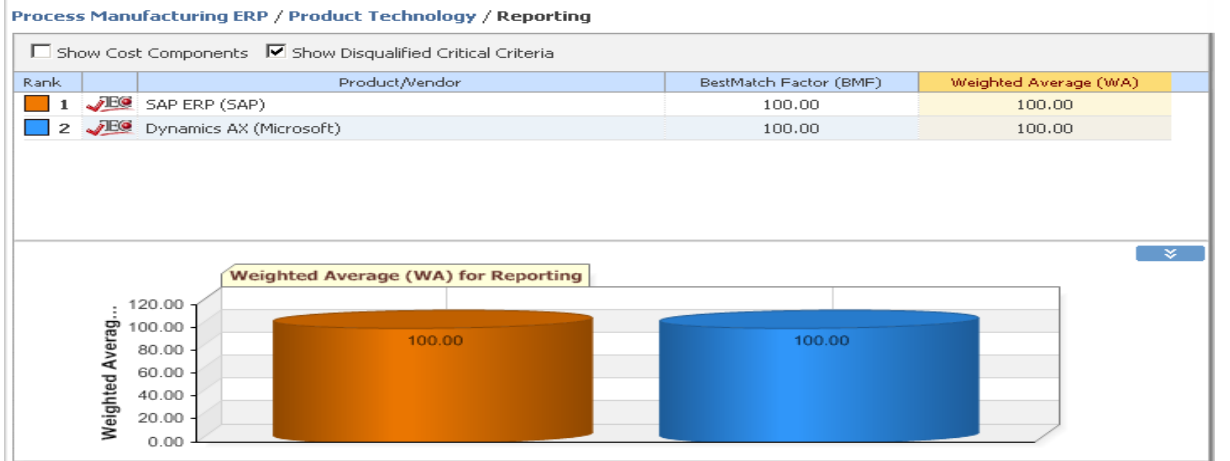 Process Manufacturing ERP / Product Technology / Reporting
Show Cost Components Show Disqualified Critical Criteria
Rank Product/Vendor BestMatch Factor (BMF) Weighted Average (WA)
1 TEC SAP ERP (SAP) 100.00 100.00
2 TEC Dynamics AX (Microsoft) 100.00 100.00
Weighted Average (WA) for Reporting
Weighted Averag...
120.00
100.00
80.00
60.00
40.00
20.00
0.00
100.00 100.00